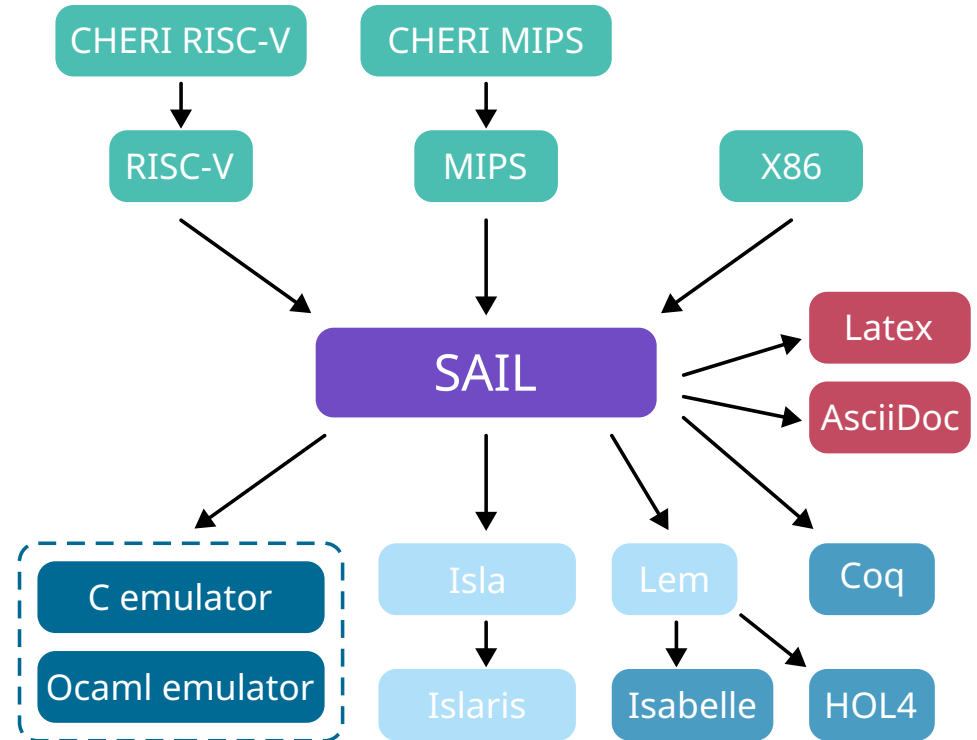 CHERI RISC-V
CHERI MIPS
RISC-V
MIPS
X86
SAIL
Latex
AsciiDoc
C emulator
Ocaml emulator
Isla
Islaris
Lem
Isabelle
Coq
HOL4